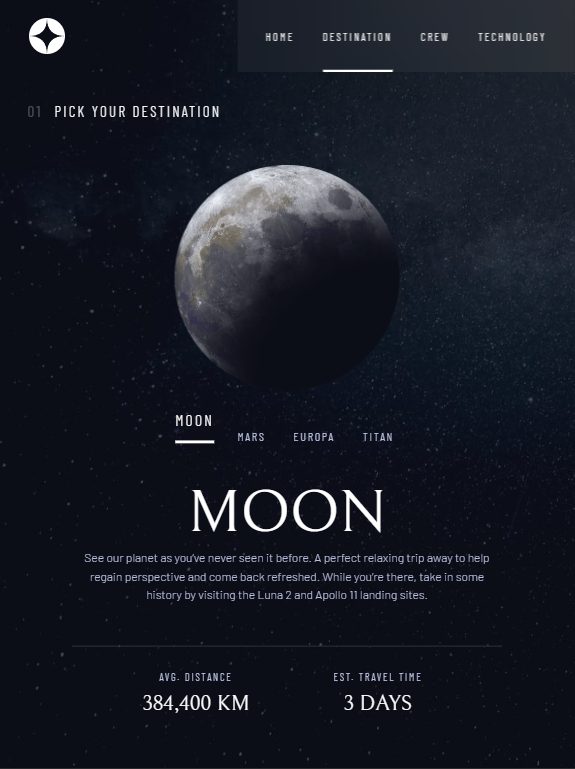 HOME DESTINATION CREW TECHNOLOGY
01 PICK YOUR DESTINATION
MOON MARS EUROPA TITAN
MOON
See our planet as you've never seen it before. A perfect relaxing trip away to help
regain perspective and come back refreshed. While you're there, take in some
history by visiting the Luna 2 and Apollo 11 landing sites.
AVG. DISTANCE EST. TRAVEL TIME
384,400 KM 3 DAYS